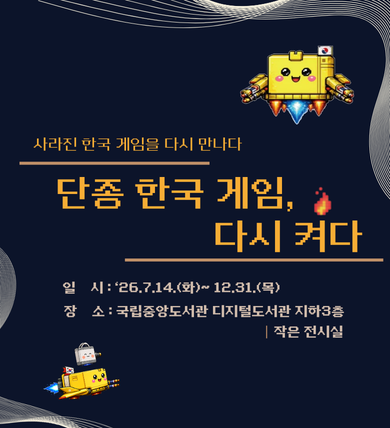 사라진 한국 게임을 다시 만나다
단종 한국 게임,
다시 켜다
일 시 : ‘26.7.14.(화)~ 12.31.(목)
장 소 : 국립중앙도서관 디지털도서관 지하3층
| 작은 전시실